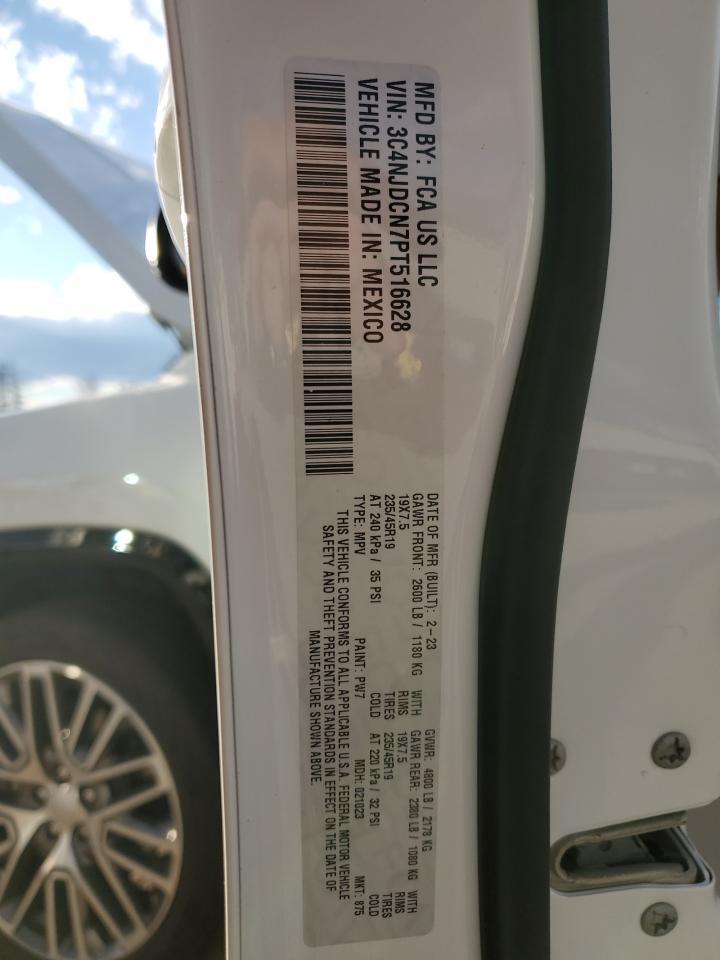 MFD BY: FCA US LLC
VIN: 3C4NJDCN7PT516628
VEHICLE MADE IN: MEXICO
DATE OF MFR (BUILT): 2-23 GVWR: 4800 LB / 2178 KG
GAWR FRONT: 2600 LB / 1180 KG WITH GAWR REAR: 2380 LB / 1080 KG WITH
19X7.5 RIMS 19X7.5 RIMS
235/45R19 TIRES 235/45R19 TIRES
AT 240 kPa / 35 PSI COLD AT 220 kPa / 32 PSI COLD
TYPE: MPV PAINT: PW7 MDH: 021023 MKT: 875
THIS VEHICLE CONFORMS TO ALL APPLICABLE U.S.A. FEDERAL MOTOR VEHICLE
SAFETY AND THEFT PREVENTION STANDARDS IN EFFECT ON THE DATE OF
MANUFACTURE SHOWN ABOVE.